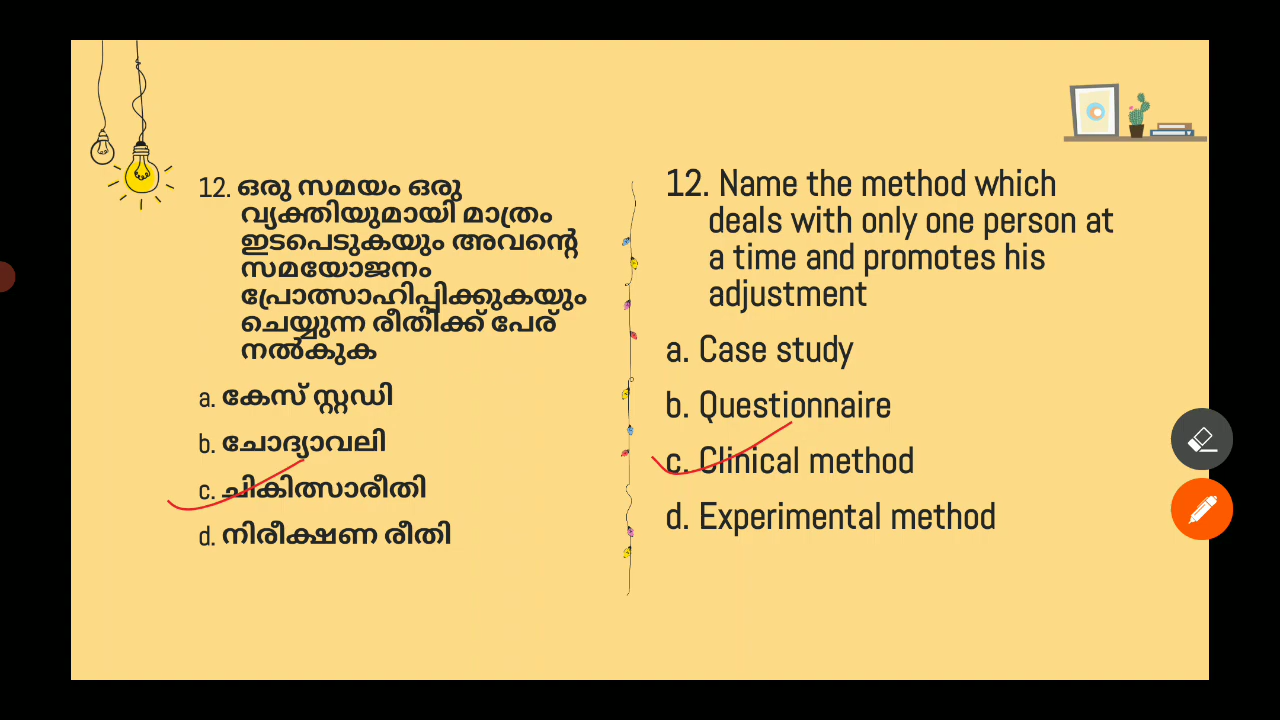 12. ഒരു സമയം ഒരു
വ്യക്തിയുമായി മാത്രം
ഇടപെടുകയും അവന്റെ
സമയോജനം
പ്രോത്സാഹിപ്പിക്കുകയും
ചെയ്യുന്ന രീതിക്ക് പേര്
നൽകുക
a. കേസ് സ്റ്റഡി
b. ചോദ്യാവലി
c. ചികിത്സാരീതി
d. നിരീക്ഷണ രീതി
12. Name the method which
deals with only one person at
a time and promotes his
adjustment
a. Case study
b. Questionnaire
c. Clinical method
d. Experimental method